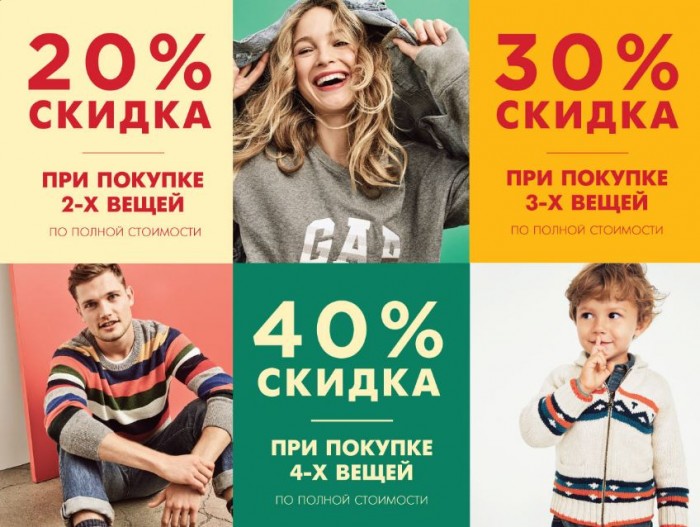 20%
СКИДКА
ПРИ ПОКУПКЕ
2-Х ВЕЩЕЙ
ПО ПОЛНОЙ СТОИМОСТИ
GAP
30%
СКИДКА
ПРИ ПОКУПКЕ
3-Х ВЕЩЕЙ
ПО ПОЛНОЙ СТОИМОСТИ
40%
СКИДКА
ПРИ ПОКУПКЕ
4-Х ВЕЩЕЙ
ПО ПОЛНОЙ СТОИМОСТИ